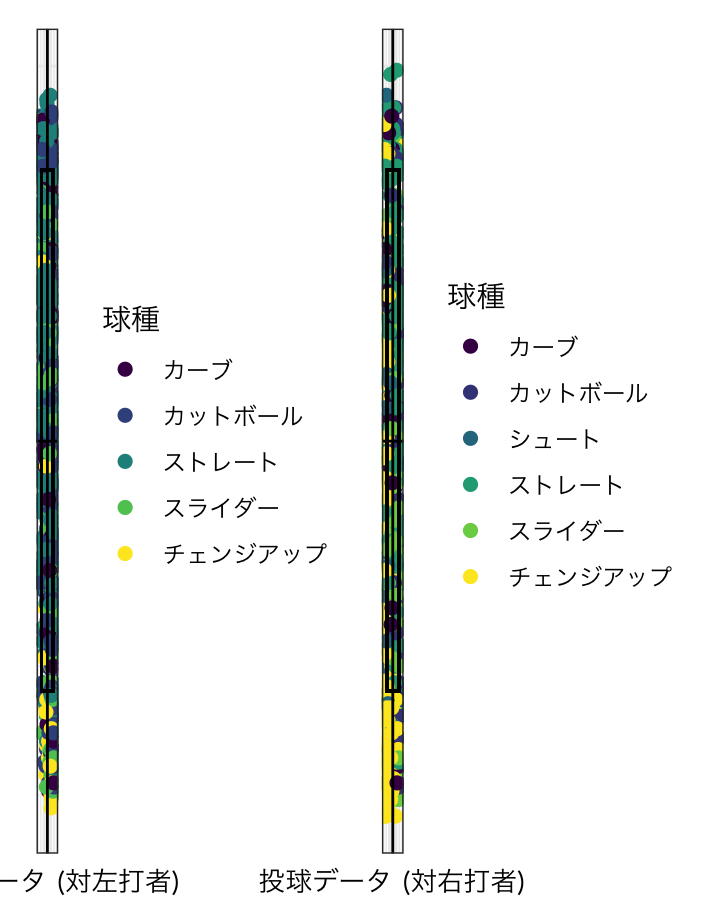 球種
カーブ
カットボール
ストレート
スライダー
チェンジアップ
ータ (対左打者)
球種
カーブ
カットボール
シュート
ストレート
スライダー
チェンジアップ
投球データ (対右打者)